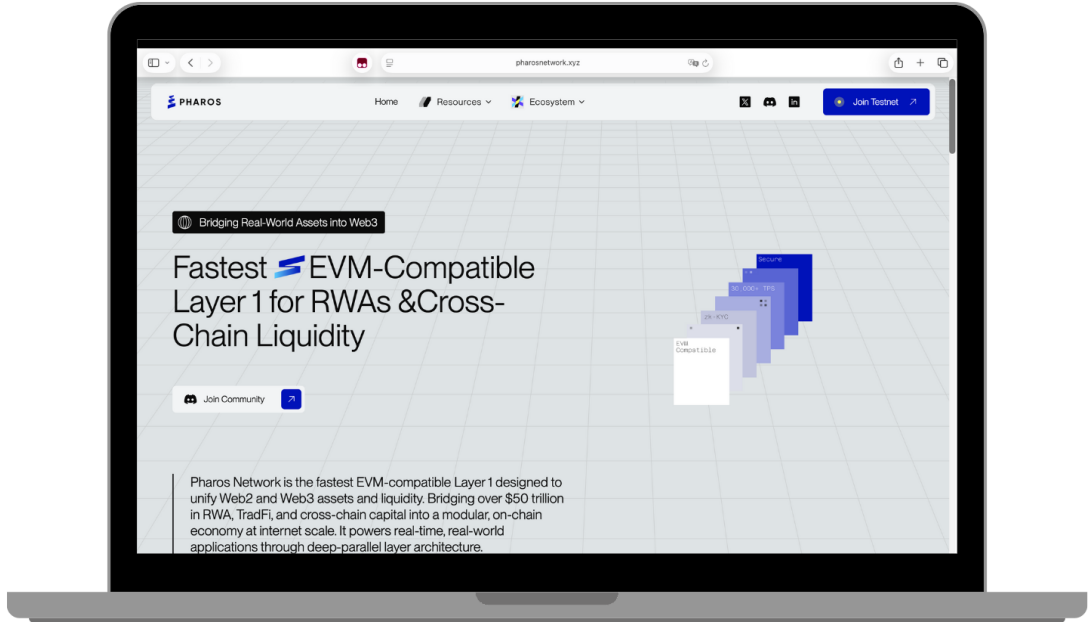 pharosnetwork.xyz
PHAROS
Home
Resources
Ecosystem
Join Testnet
Bridging Real-World Assets into Web3
Fastest EVM-Compatible
Layer 1 for RWAs &Cross-
Chain Liquidity
Secure
30,000+ TPS
zk-KYC
EVM
Compatible
Join Community
Pharos Network is the fastest EVM-compatible Layer 1 designed to
unify Web2 and Web3 assets and liquidity. Bridging over $50 trillion
in RWA, TradFi, and cross-chain capital into a modular, on-chain
economy at internet scale. It powers real-time, real-world
applications through deep-parallel layer architecture.